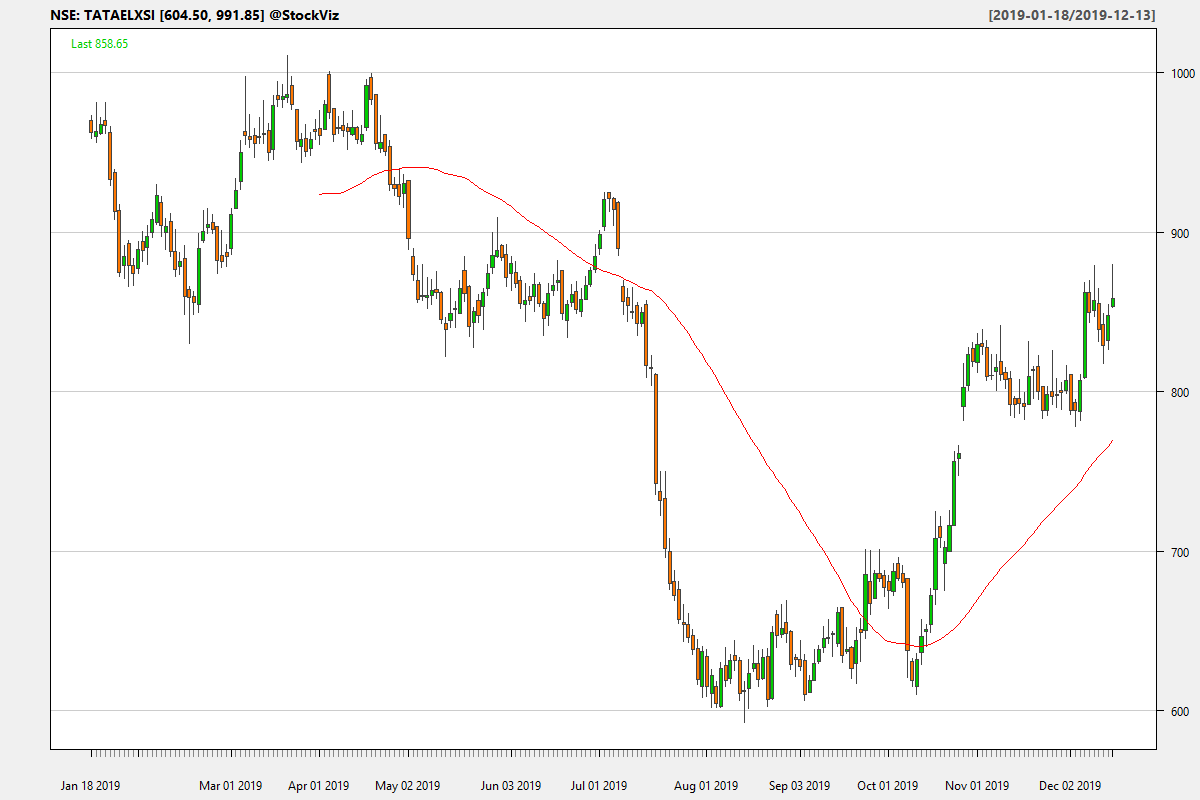 NSE: TATAELXSI [604.50, 991.85] @StockViz
[2019-01-18/2019-12-13]
Last 858.65
1000
900
800
700
600
Jan 18 2019
Mar 01 2019
Apr 01 2019
May 02 2019
Jun 03 2019
Jul 01 2019
Aug 01 2019
Sep 03 2019
Oct 01 2019
Nov 01 2019
Dec 02 2019